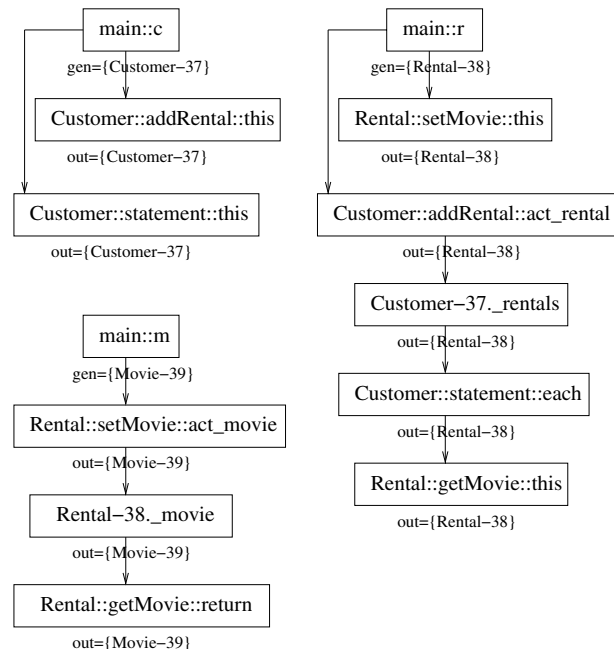 main::c
gen={Customer−37}
Customer::addRental::this
out={Customer−37}
Customer::statement::this
out={Customer−37}
main::m
gen={Movie−39}
Rental::setMovie::act_movie
out={Movie−39}
Rental−38._movie
out={Movie−39}
Rental::getMovie::return
out={Movie−39}
main::r
gen={Rental−38}
Rental::setMovie::this
out={Rental−38}
Customer::addRental::act_rental
out={Rental−38}
Customer−37._rentals
out={Rental−38}
Customer::statement::each
out={Rental−38}
Rental::getMovie::this
out={Rental−38}